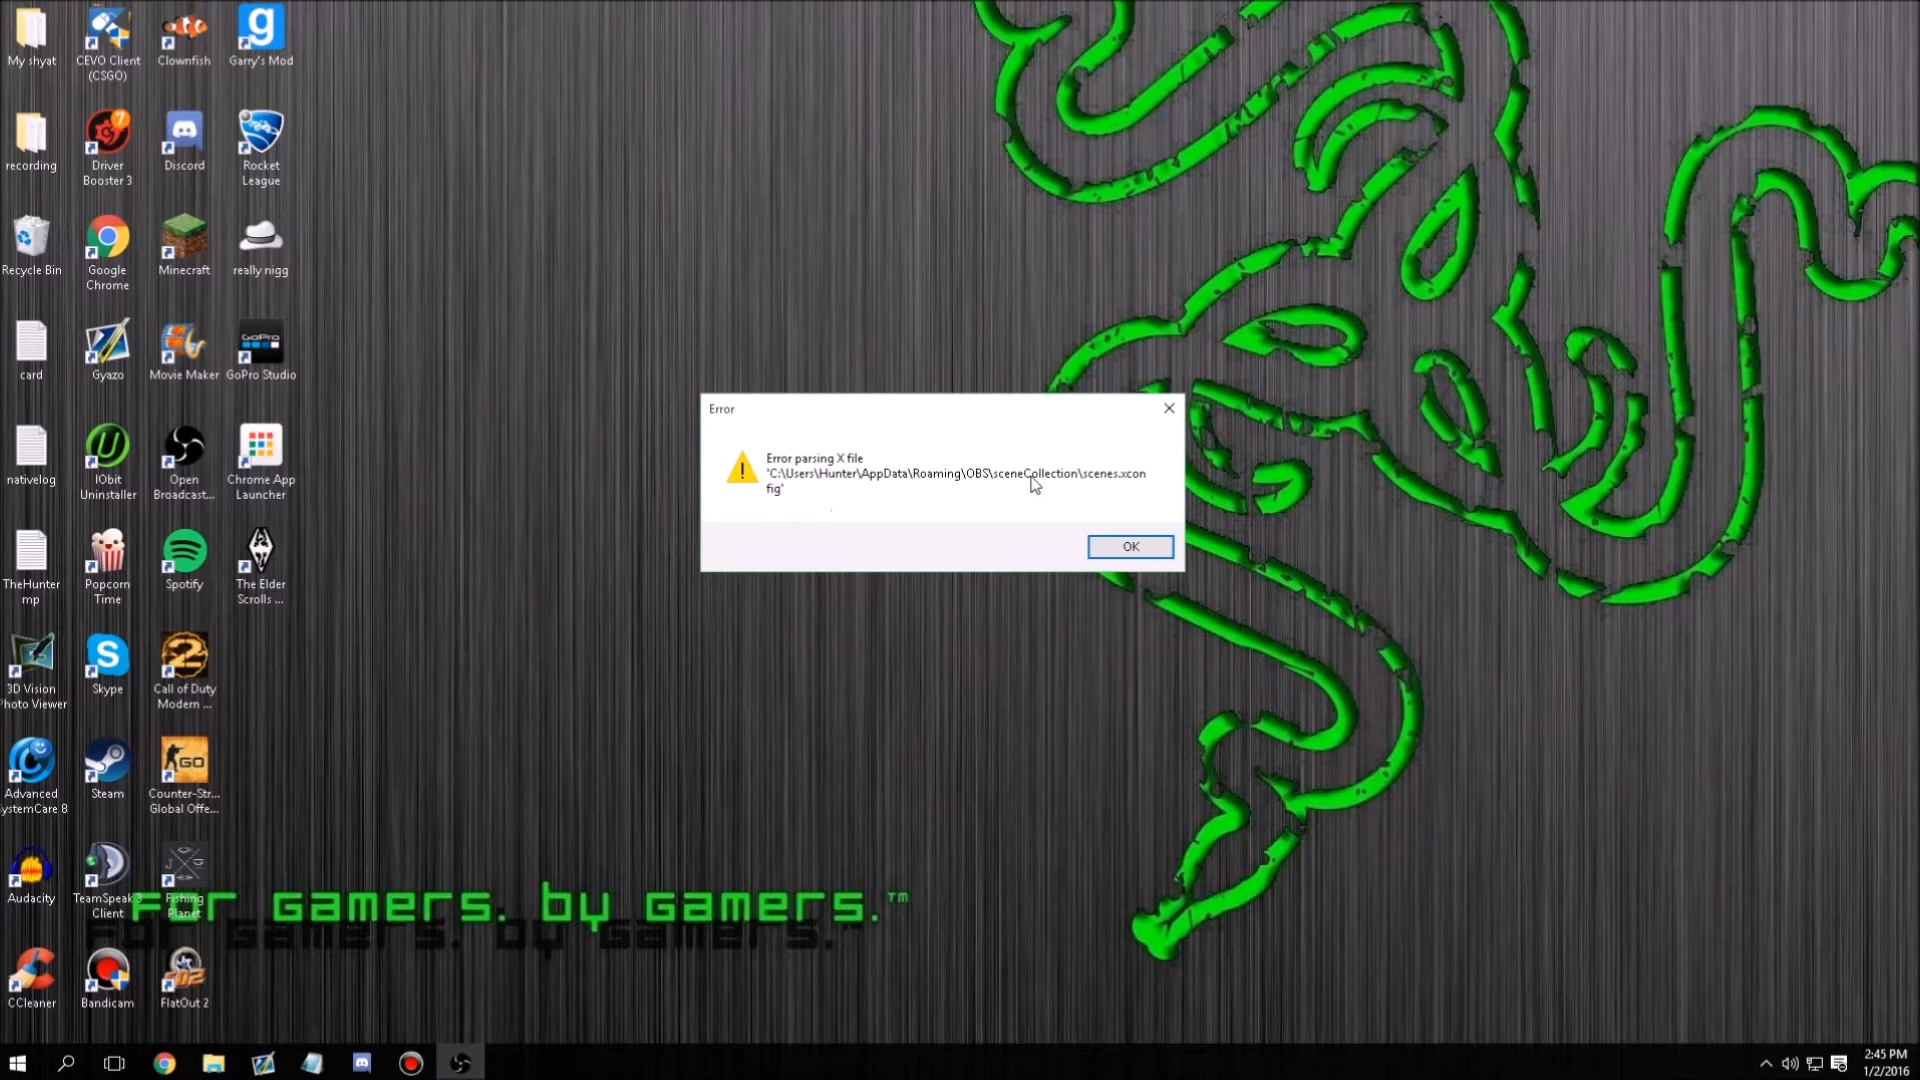 My shyat
CEVO Client
(CSGO)
Clownfish
Garry's Mod
recording
Driver
Booster 3
Discord
Rocket
League
Recycle Bin
Google
Chrome
Minecraft
really nigg
card
Gyazo
Movie Maker
GoPro
GoPro Studio
nativelog
IObit
Uninstaller
Open
Broadcast...
Chrome App
Launcher
TheHunter
mp
Popcorn
Time
Spotify
The Elder
Scrolls ...
3D Vision
Photo Viewer
Skype
Call of Duty
Modern ...
Advanced
SystemCare 8
Steam
Counter-Str...
Global Offe...
Audacity
TeamSpeak 3
Client
Fishing
Planet
CCleaner
Bandicam
FlatOut 2
Error
Error parsing X file
'C:\Users\Hunter\AppData\Roaming\OBS\sceneCollection\scenes.xcon
fig'
OK
For Gamers. by Gamers.™
2:45 PM
1/2/2016